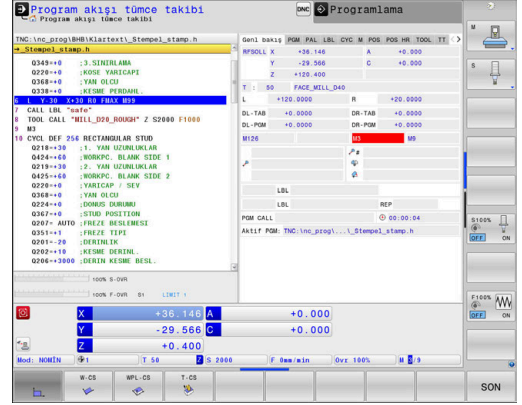 Program akışı tümce takibi
Program akışı tümce takibi
DNC
Programlama
TNC:\nc_prog\BHB\Klartext\_Stempel_stamp.h
→_Stempel_stamp.h
Q349=+0 ;3.SINIRLAMA
Q220=+0 ;KOSE YARICAPI
Q368=+0 ;YAN OLCU
Q338=+0 ;KESME PERDAHL.
6 L Y-30 X+30 R0 FMAX M99
7 CALL LBL "safe"
8 TOOL CALL "MILL_D20_ROUGH" Z S2000 F1000
9 M3
10 CYCL DEF 256 RECTANGULAR STUD
Q218=+30 ;1. YAN UZUNLUKLAR
Q424=+60 ;WORKPC. BLANK SIDE 1
Q219=+30 ;2. YAN UZUNLUKLAR
Q425=+60 ;WORKPC. BLANK SIDE 2
Q220=+0 ;YARICAP / SEV
Q368=+0 ;YAN OLCU
Q224=+0 ;DONUS DURUMU
Q367=+0 ;STUD POSITION
Q207= AUTO ;FREZE BESLEMESI
Q351=+1 ;FREZE TIPI
Q201=-20 ;DERINLIK
Q202=+10 ;KESME DERINL.
Q206=+3000 ;DERIN KESME BESL.
100% S-OVR
100% F-OVR S1 LIMIT 1
Genl bakış PGM PAL LBL CYC M POS POS HR TOOL TT
RFSOLL X +36.146 A +0.000
Y -29.566 C +0.000
Z +120.400
T : 50 FACE_MILL_D40
L +120.0000 R +20.0000
DL-TAB +0.0000 DR-TAB +0.0000
DL-PGM +0.0000 DR-PGM +0.0000
M126 M3 M9
LBL
LBL REP
PGM CALL 00:00:04
Aktif PGM: TNC:\nc_prog\...\_Stempel_stamp.h
X +36.146 A +0.000
Y -29.566 C +0.000
Z +0.400
Mod: NOMİN 1 T 50 Z S 2000 F 0mm/min Ovr 100% M 3/9
W-CS WPL-CS T-CS
SON
M
S
S100%
OFF ON
F100%
OFF ON